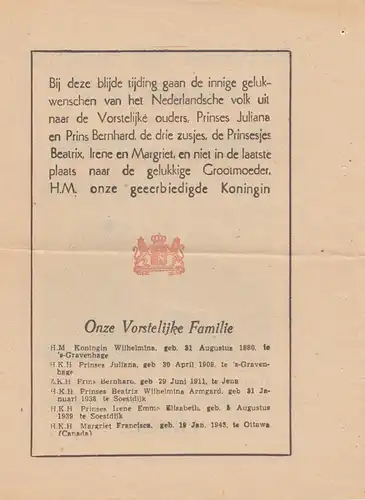 Bij deze blijde tijding gaan de innige geluk-
wenschen van het Nederlandsche volk uit
naar de Vorstelijke ouders, Prinses Juliana
en Prins Bernhard, de drie zusjes, de Prinsesjes
Beatrix, Irene en Margriet, en niet in de laatste
plaats naar de gelukkige Grootmoeder,
H.M. onze geeerbiedigde Koningin
Onze Vorstelijke Familie
H.M. Koningin Wilhelmina, geb. 31 Augustus 1880, te
's-Gravenhage
H.K.H. Prinses Juliana, geb. 30 April 1909, te 's-Graven-
hage
Z.K.H. Prins Bernhard, geb. 29 Juni 1911, te Jena
H.K.H. Prinses Beatrix Wilhelmina Armgard, geb. 31 Ja-
nuari 1938, te Soestdijk
H.K.H. Prinses Irene Emma Elisabeth, geb. 5 Augustus
1939 te Soestdijk
H.K.H. Margriet Francisca, geb. 19 Jan. 1943, te Ottawa
(Canada)